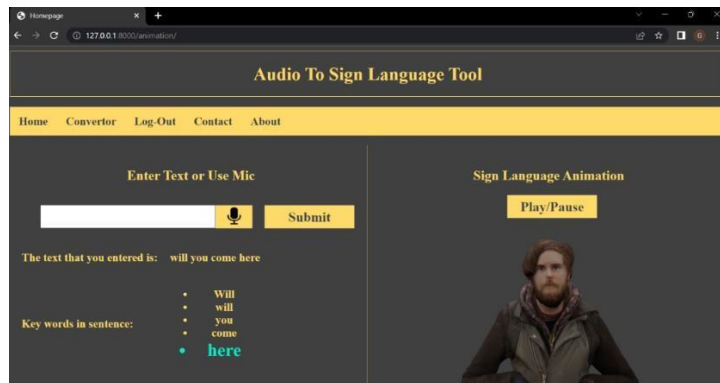 Homepage
127.0.0.1:8000/animation/
G
Audio To Sign Language Tool
Home Convertor Log-Out Contact About
Enter Text or Use Mic
Submit
The text that you entered is: will you come here
Key words in sentence:
• Will
• will
• you
• come
• here
Sign Language Animation
Play/Pause